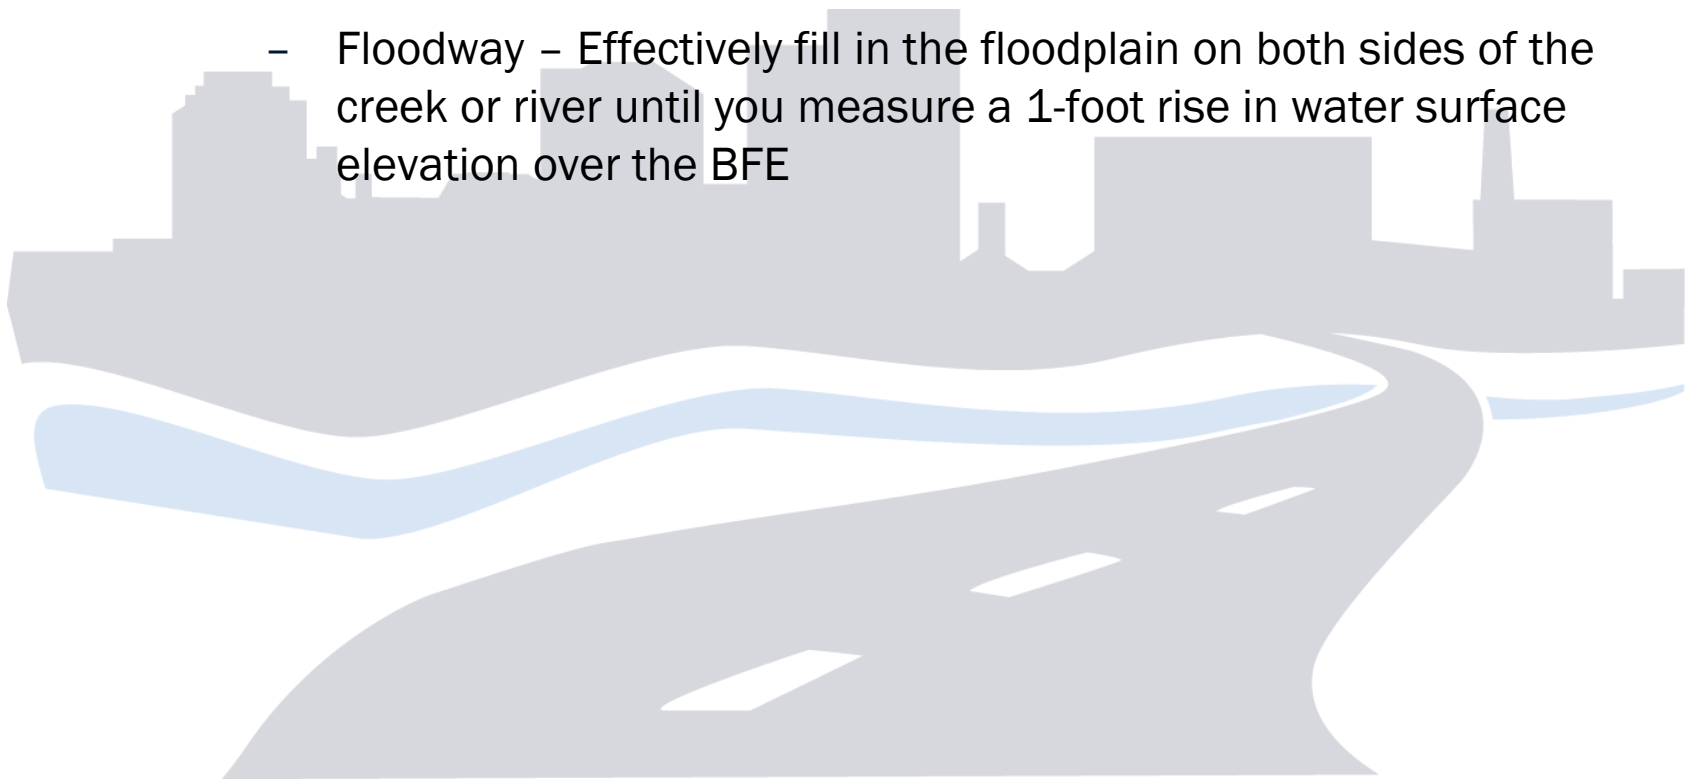 – Floodway – Effectively fill in the floodplain on both sides of the
creek or river until you measure a 1-foot rise in water surface
elevation over the BFE